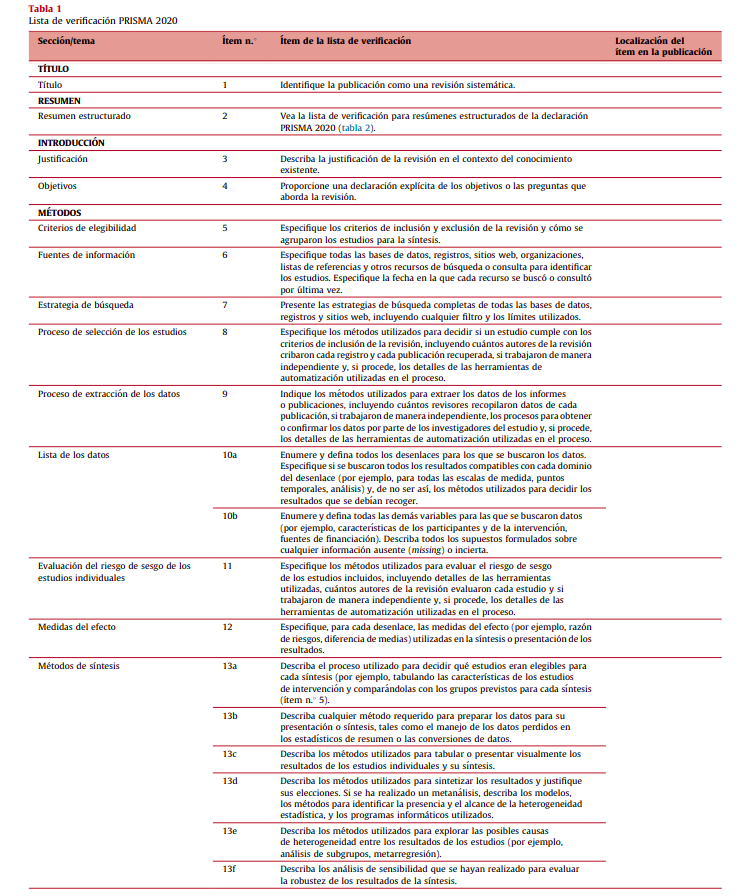 Tabla 1
Lista de verificación PRISMA 2020
Sección/tema Ítem n.° Ítem de la lista de verificación Localización del
ítem en la publicación
TÍTULO
Título 1 Identifique la publicación como una revisión sistemática.
RESUMEN
Resumen estructurado 2 Vea la lista de verificación para resúmenes estructurados de la declaración
PRISMA 2020 (tabla 2).
INTRODUCCIÓN
Justificación 3 Describa la justificación de la revisión en el contexto del conocimiento
existente.
Objetivos 4 Proporcione una declaración explícita de los objetivos o las preguntas que
aborda la revisión.
MÉTODOS
Criterios de elegibilidad 5 Especifique los criterios de inclusión y exclusión de la revisión y cómo se
agruparon los estudios para la síntesis.
Fuentes de información 6 Especifique todas las bases de datos, registros, sitios web, organizaciones,
listas de referencias y otros recursos de búsqueda o consulta para identificar
los estudios. Especifique la fecha en la que cada recurso se buscó o consultó
por última vez.
Estrategia de búsqueda 7 Presente las estrategias de búsqueda completas de todas las bases de datos,
registros y sitios web, incluyendo cualquier filtro y los límites utilizados.
Proceso de selección de los estudios 8 Especifique los métodos utilizados para decidir si un estudio cumple con los
criterios de inclusión de la revisión, incluyendo cuántos autores de la revisión
cribaron cada registro y cada publicación recuperada, si trabajaron de manera
independiente y, si procede, los detalles de las herramientas de
automatización utilizadas en el proceso.
Proceso de extracción de los datos 9 Indique los métodos utilizados para extraer los datos de los informes
o publicaciones, incluyendo cuántos revisores recopilaron datos de cada
publicación, si trabajaron de manera independiente, los procesos para obtener
o confirmar los datos por parte de los investigadores del estudio y, si procede,
los detalles de las herramientas de automatización utilizadas en el proceso.
Lista de los datos 10a Enumere y defina todos los desenlaces para los que se buscaron los datos.
Especifique si se buscaron todos los resultados compatibles con cada dominio
del desenlace (por ejemplo, para todas las escalas de medida, puntos
temporales, análisis) y, de no ser así, los métodos utilizados para decidir los
resultados que se debían recoger.
10b Enumere y defina todas las demás variables para las que se buscaron datos
(por ejemplo, características de los participantes y de la intervención,
fuentes de financiación). Describa todos los supuestos formulados sobre
cualquier información ausente (missing) o incierta.
Evaluación del riesgo de sesgo de los 11 Especifique los métodos utilizados para evaluar el riesgo de sesgo
estudios individuales de los estudios incluidos, incluyendo detalles de las herramientas
utilizadas, cuántos autores de la revisión evaluaron cada estudio y si
trabajaron de manera independiente y, si procede, los detalles de las
herramientas de automatización utilizadas en el proceso.
Medidas del efecto 12 Especifique, para cada desenlace, las medidas del efecto (por ejemplo, razón
de riesgos, diferencia de medias) utilizadas en la síntesis o presentación de los
resultados.
Métodos de síntesis 13a Describa el proceso utilizado para decidir qué estudios eran elegibles para
cada síntesis (por ejemplo, tabulando las características de los estudios
de intervención y comparándolas con los grupos previstos para cada síntesis
(ítem n.° 5).
13b Describa cualquier método requerido para preparar los datos para su
presentación o síntesis, tales como el manejo de los datos perdidos en
los estadísticos de resumen o las conversiones de datos.
13c Describa los métodos utilizados para tabular o presentar visualmente los
resultados de los estudios individuales y su síntesis.
13d Describa los métodos utilizados para sintetizar los resultados y justifique
sus elecciones. Si se ha realizado un metanálisis, describa los modelos,
los métodos para identificar la presencia y el alcance de la heterogeneidad
estadística, y los programas informáticos utilizados.
13e Describa los métodos utilizados para explorar las posibles causas
de heterogeneidad entre los resultados de los estudios (por ejemplo,
análisis de subgrupos, metarregresión).
13f Describa los análisis de sensibilidad que se hayan realizado para evaluar
la robustez de los resultados de la síntesis.